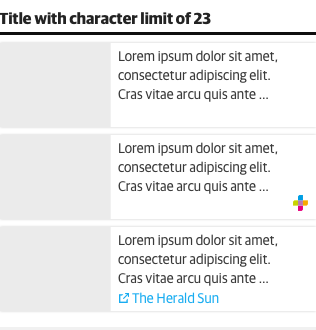 Title with character limit of 23
Lorem ipsum dolor sit amet,
consectetur adipiscing elit.
Cras vitae arcu quis ante ...
Lorem ipsum dolor sit amet,
consectetur adipiscing elit.
Cras vitae arcu quis ante ...
Lorem ipsum dolor sit amet,
consectetur adipiscing elit.
Cras vitae arcu quis ante ...
The Herald Sun